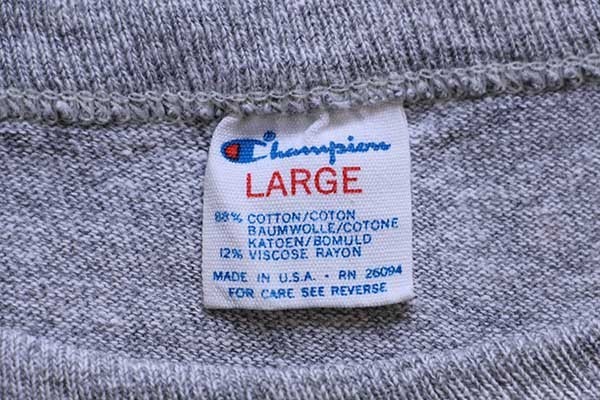 Champion
LARGE
88% COTTON/COTON
BAUMWOLLE/COTONE
KATOEN/BOMULD
12% VISCOSE RAYON
MADE IN U.S.A. · RN 26094
FOR CARE SEE REVERSE